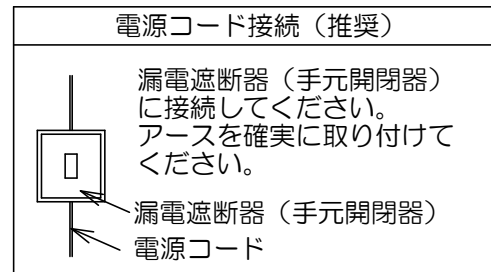 電源コード接続（推奨）
漏電遮断器（手元開閉器）
に接続してください。
アースを確実に取り付けて
ください。
漏電遮断器（手元開閉器）
電源コード